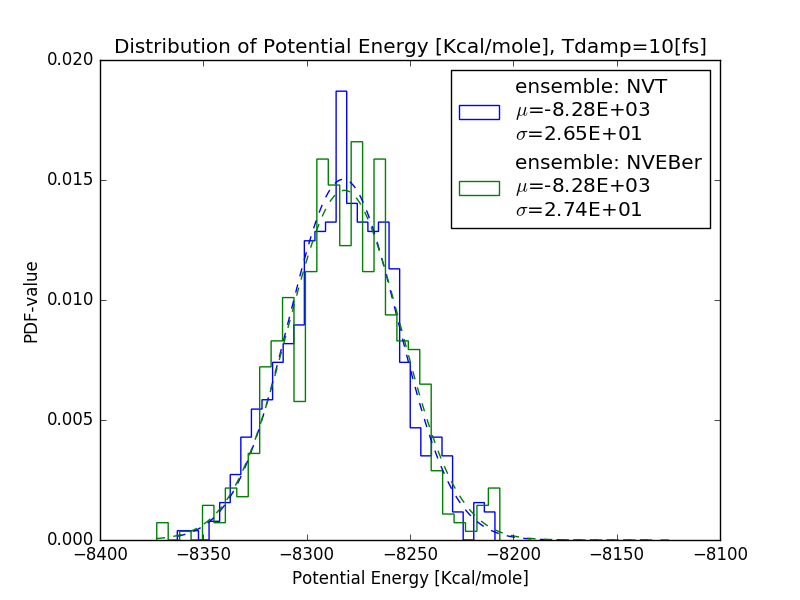 Distribution of Potential Energy [Kcal/mole], Tdamp=10[fs]
ensemble: NVT
μ=-8.28E+03
σ=2.65E+01
ensemble: NVEBer
μ=-8.28E+03
σ=2.74E+01
PDF-value
0.020
0.015
0.010
0.005
0.000
−8400 −8350 −8300 −8250 −8200 −8150 −8100
Potential Energy [Kcal/mole]